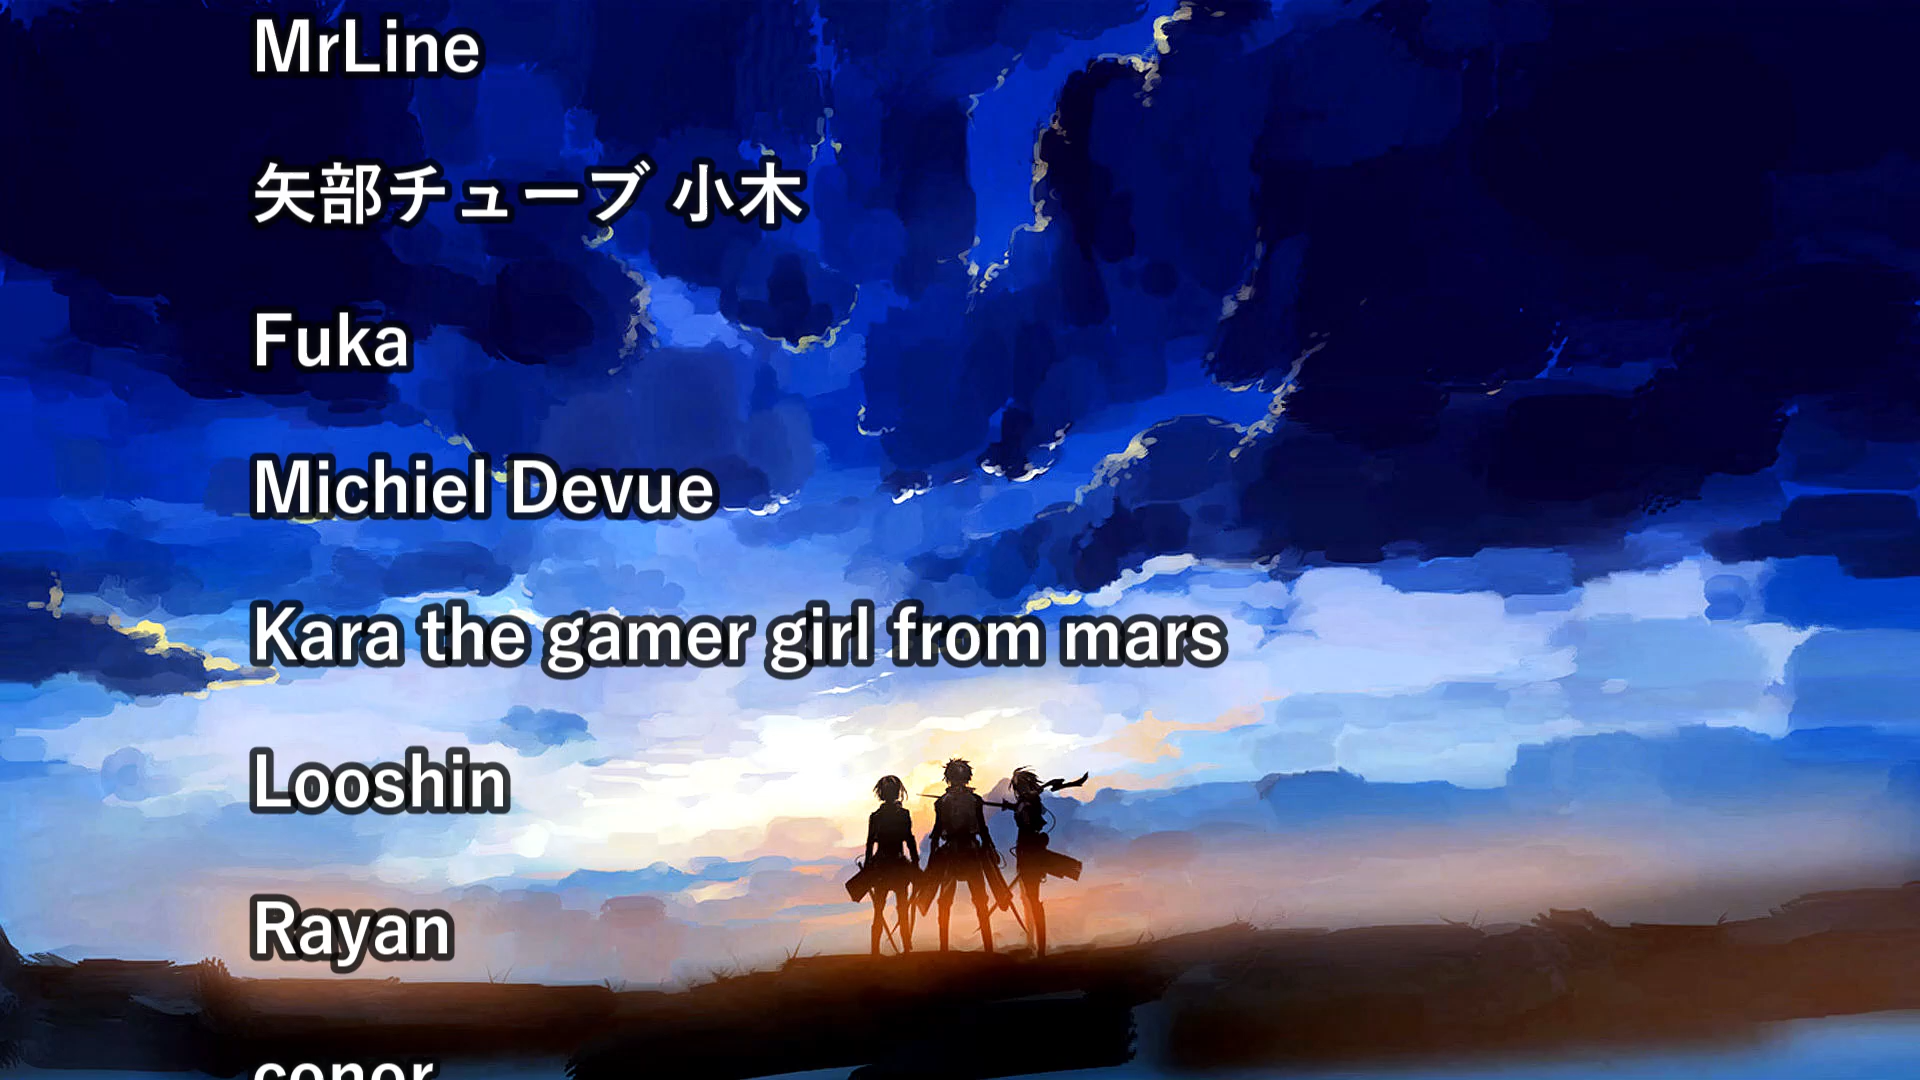 MrLine
矢部チューブ 小木
Fuka
Michiel Devue
Kara the gamer girl from mars
Looshin
Rayan
conor